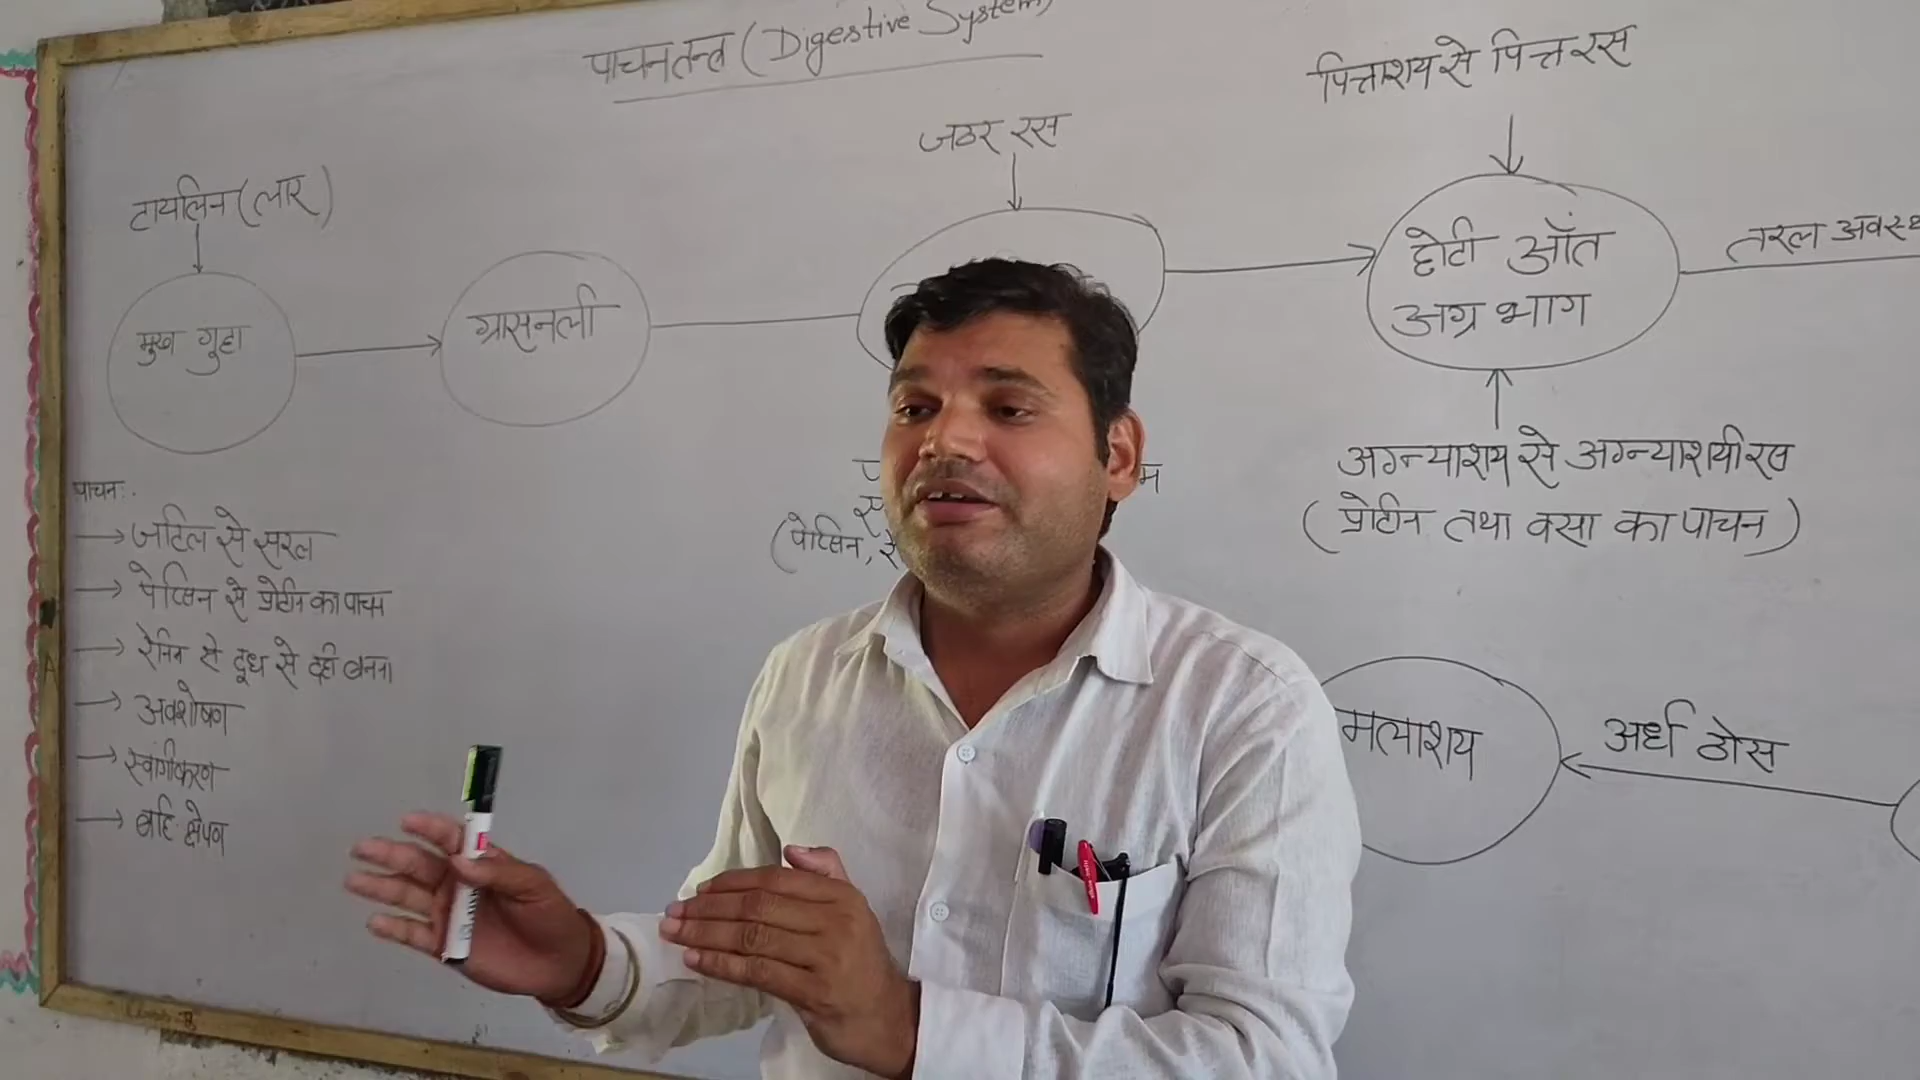 पाचनतन्त्र (Digestive System)
पित्ताशय से पित्त रस
जठर रस
टायलिन (लार)
मुख गुहा
ग्रासनली
छोटी आँत
अग्र भाग
तरल अवस्थ
अग्न्याशय से अग्न्याशयी रस
(प्रोटीन तथा वसा का पाचन)
(पेप्सिन,
पाचन:-
→ जटिल से सरल
→ पेप्सिन से प्रोटीन का पाचन
→ रेनिन से दूध से दही बनना
→ अवशोषण
→ स्वांगीकरण
→ बहि: क्षेपण
मलाशय
अर्ध ठोस